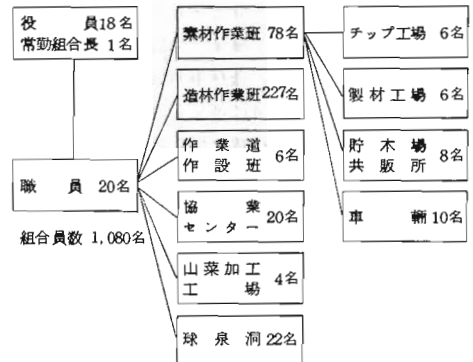 役 員18名
常勤組合長 1名
職 員 20名
組合員数 1,080名
素材作業班 78名
造林作業班 227名
作業道
作設班 6名
協業
センター 20名
山菜加工
工場 4名
球泉洞 22名
チップ工場 6名
製材工場 6名
貯木場
共販所 8名
車輛 10名